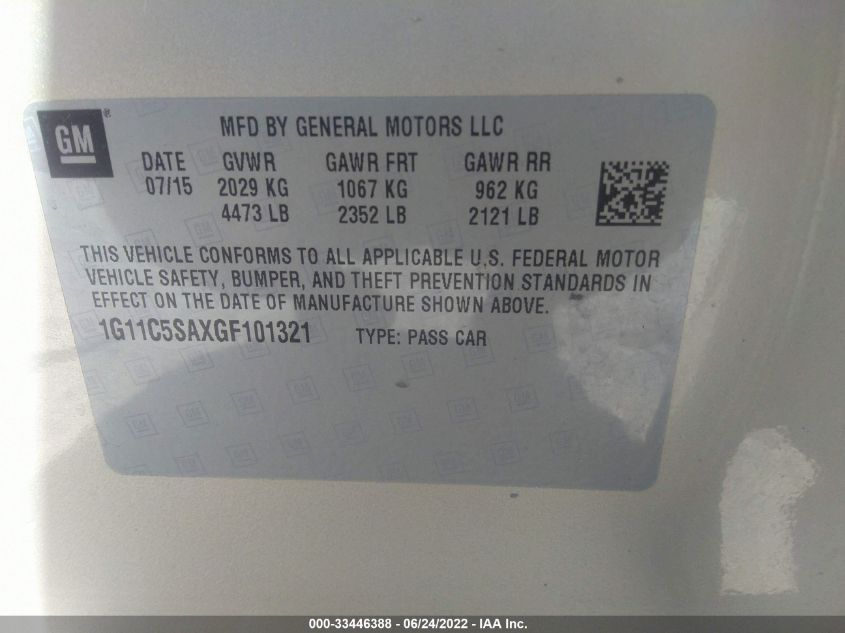 GM®
MFD BY GENERAL MOTORS LLC
DATE GVWR GAWR FRT GAWR RR
07/15 2029 KG 1067 KG 962 KG
4473 LB 2352 LB 2121 LB
THIS VEHICLE CONFORMS TO ALL APPLICABLE U.S. FEDERAL MOTOR
VEHICLE SAFETY, BUMPER, AND THEFT PREVENTION STANDARDS IN
EFFECT ON THE DATE OF MANUFACTURE SHOWN ABOVE.
1G11C5SAXGF101321 TYPE: PASS CAR
000-33446388 - 06/24/2022 - IAA Inc.